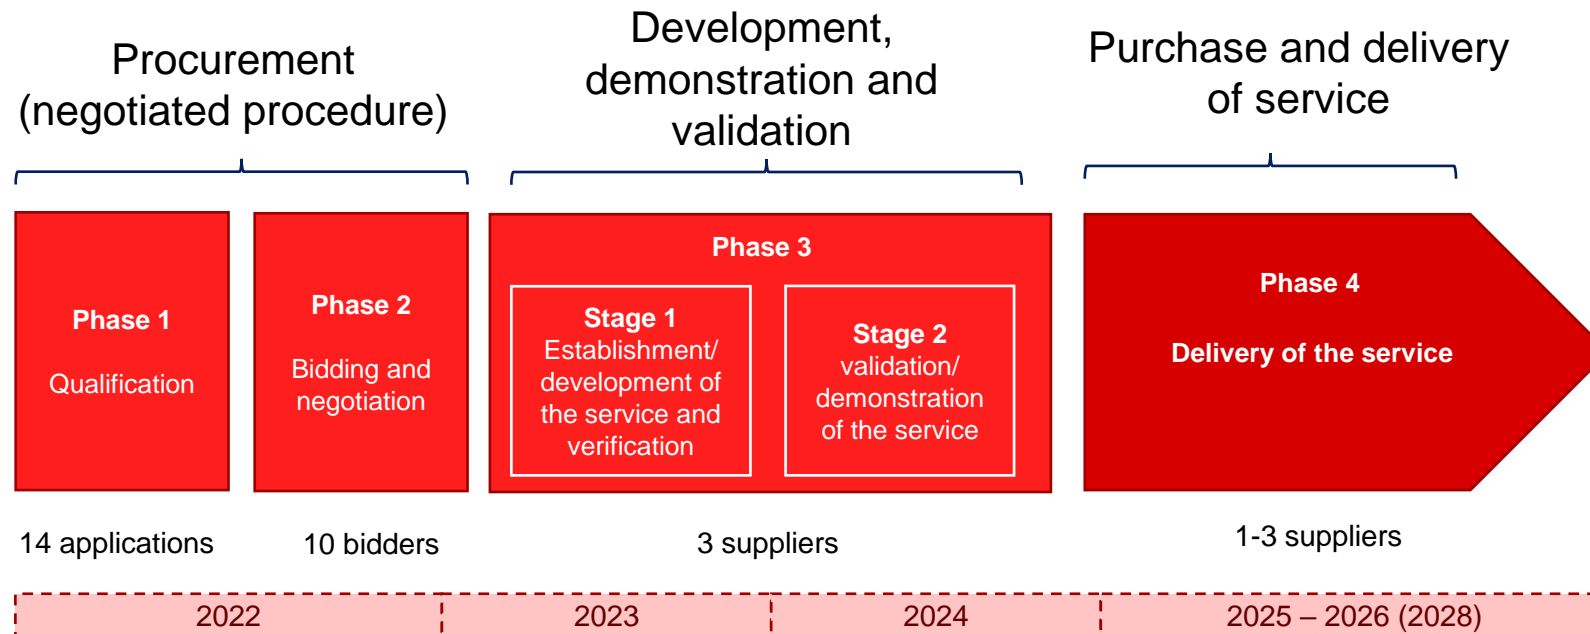 Procurement
(negotiated procedure)
Development,
demonstration and
validation
Purchase and delivery
of service
Phase 1
Qualification
Phase 2
Bidding and
negotiation
Phase 3
Stage 1
Establishment/
development of
the service and
verification
Stage 2
validation/
demonstration
of the service
Phase 4
Delivery of the service
14 applications
10 bidders
3 suppliers
1-3 suppliers
2022
2023
2024
2025 – 2026 (2028)